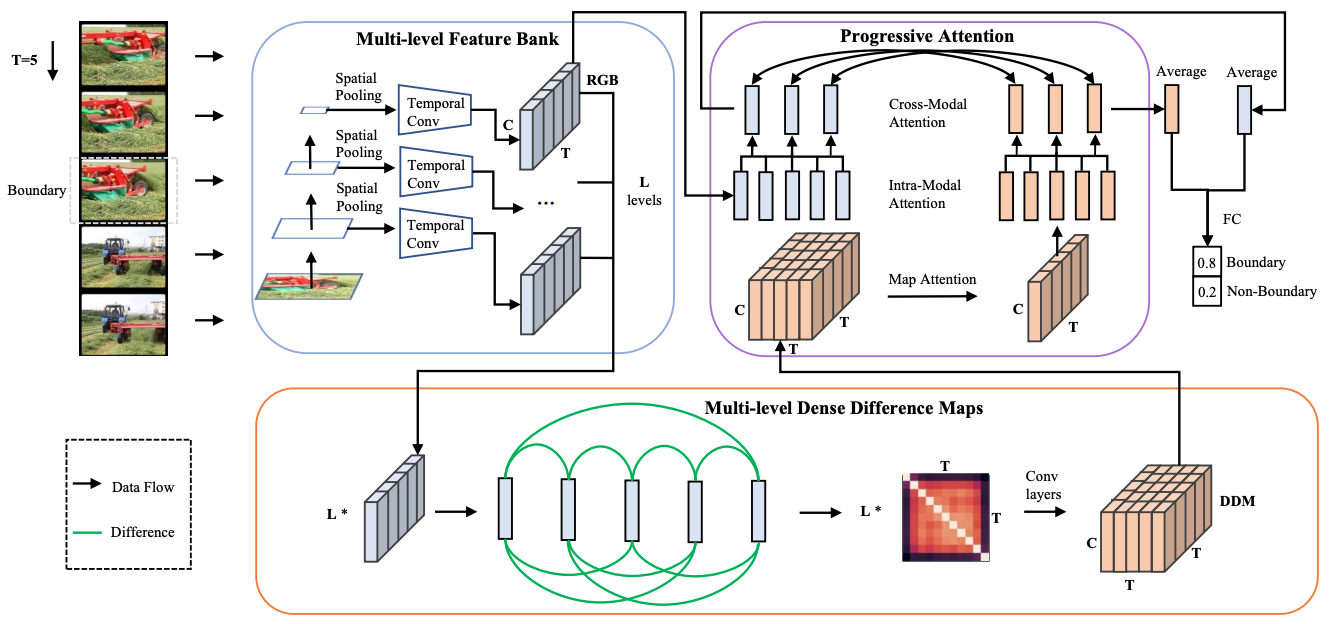 T=5
Boundary
Multi-level Feature Bank
Spatial
Pooling
Temporal
Conv
Spatial
Pooling
Temporal
Conv
Spatial
Pooling
Temporal
Conv
RGB
C
T
...
L
levels
Progressive Attention
Cross-Modal
Attention
Intra-Modal
Attention
Map Attention
C
T
T
C
T
Average
Average
FC
0.8
Boundary
0.2
Non-Boundary
Multi-level Dense Difference Maps
L *
L *
T
T
Conv
layers
DDM
C
T
T
Data Flow
Difference